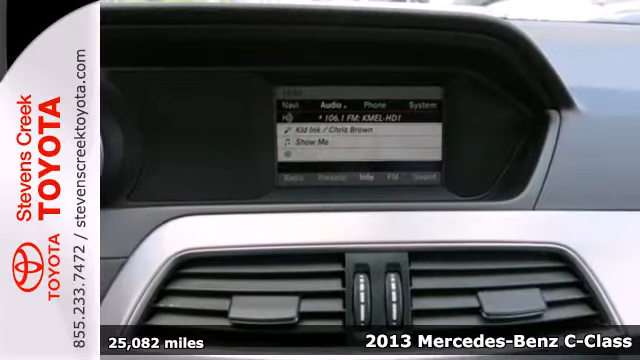 Stevens Creek
TOYOTA
TOYOTA
855.233.7472 / stevenscreektoyota.com
Navi Audio Phone System
106.1 FM: KMEL-HD1
Kid Ink / Chris Brown
Show Me
Radio Presets Info FM Sound
25,082 miles
2013 Mercedes-Benz C-Class